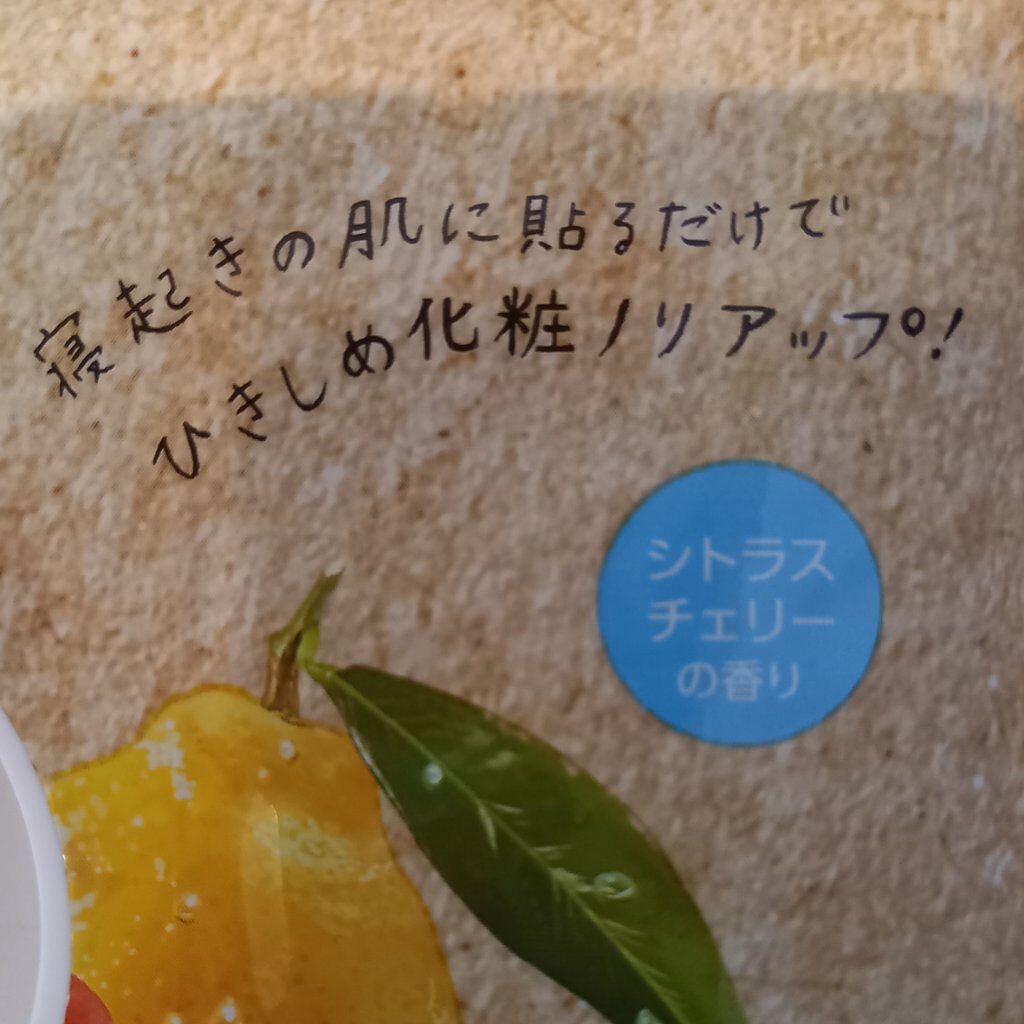 寝起きの肌に貼るだけで
ひきしめ化粧ノリアップ!
シトラス
チェリー
の香り